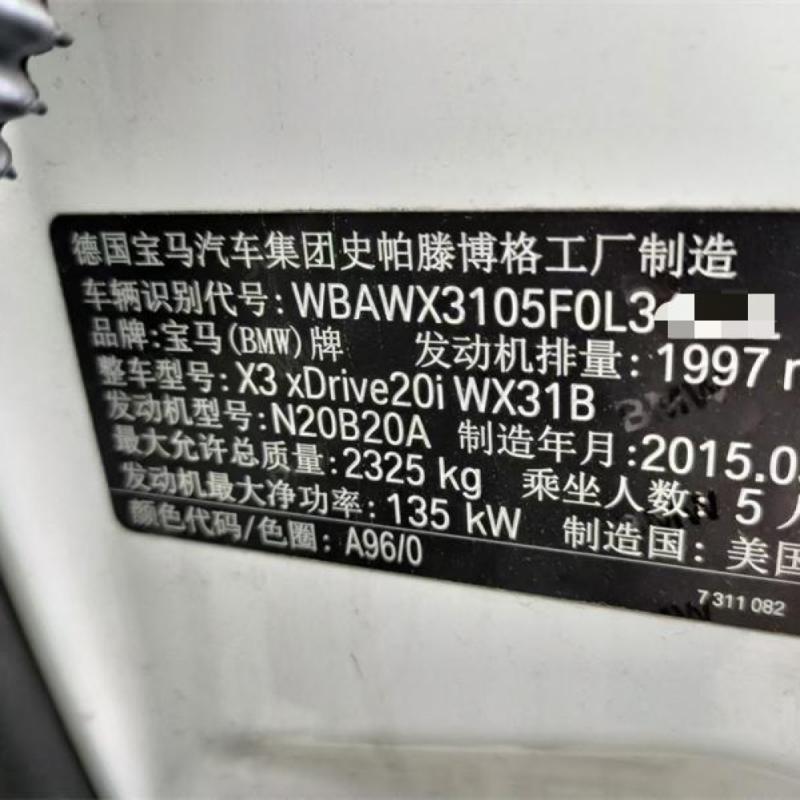 德国宝马汽车集团史帕滕博格工厂制造
车辆识别代号: WBAWX3105F0L3
品牌:宝马(BMW)牌 发动机排量: 1997
整车型号: X3 xDrive20i WX31B
发动机型号: N20B20A 制造年月: 2015.0
最大允许总质量: 2325 kg 乘坐人数: 5
发动机最大净功率: 135 kW 制造国: 美国
颜色代码/色圈: A96/0
7 311 082